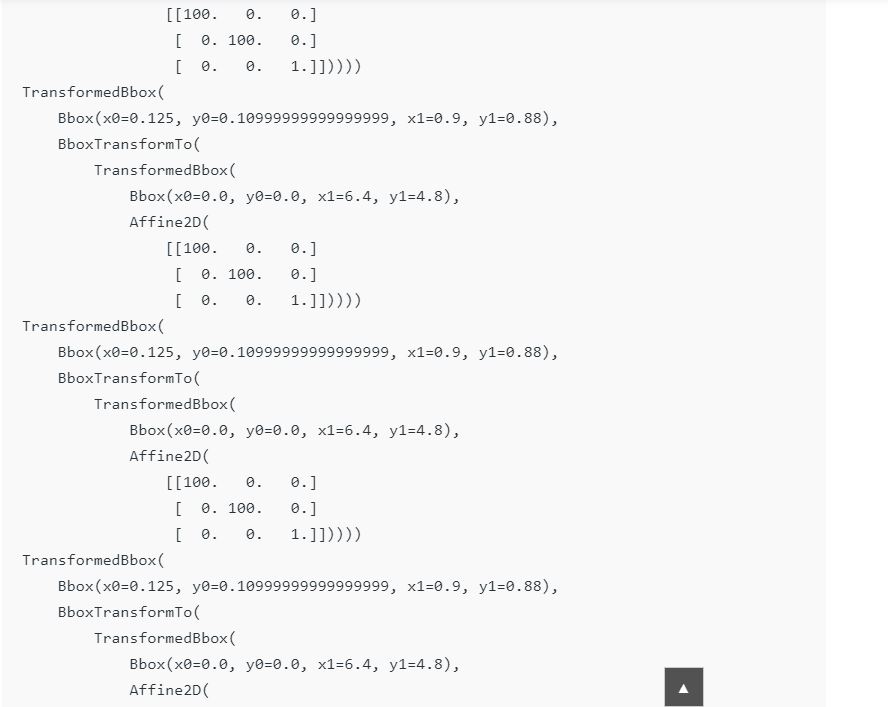 [[100.   0.   0.]
 [  0. 100.   0.]
 [  0.   0.   1.]])))) 
TransformedBbox(
    Bbox(x0=0.125, y0=0.10999999999999999, x1=0.9, y1=0.88),
    BboxTransformTo(
        TransformedBbox(
            Bbox(x0=0.0, y0=0.0, x1=6.4, y1=4.8),
            Affine2D(
                [[100.   0.   0.]
                 [  0. 100.   0.]
                 [  0.   0.   1.]]))))
TransformedBbox(
    Bbox(x0=0.125, y0=0.10999999999999999, x1=0.9, y1=0.88),
    BboxTransformTo(
        TransformedBbox(
            Bbox(x0=0.0, y0=0.0, x1=6.4, y1=4.8),
            Affine2D(
                [[100.   0.   0.]
                 [  0. 100.   0.]
                 [  0.   0.   1.]]))))
TransformedBbox(
    Bbox(x0=0.125, y0=0.10999999999999999, x1=0.9, y1=0.88),
    BboxTransformTo(
        TransformedBbox(
            Bbox(x0=0.0, y0=0.0, x1=6.4, y1=4.8),
            Affine2D(